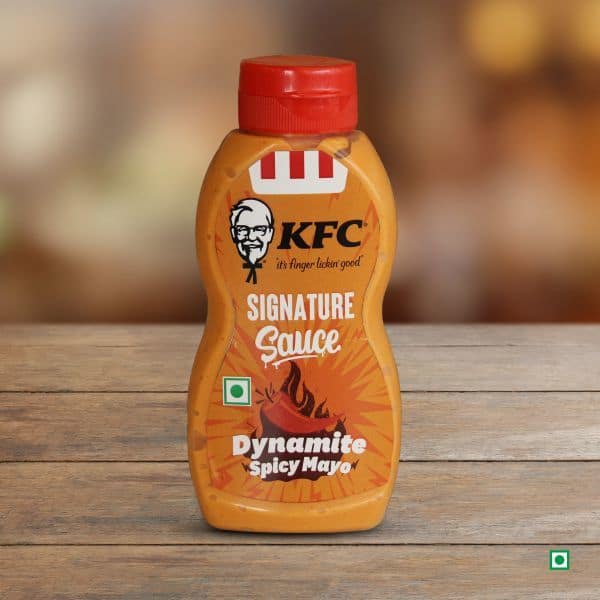 KFC
"it's finger lickin' good"
SIGNATURE
Sauce
Dynamite
Spicy Mayo